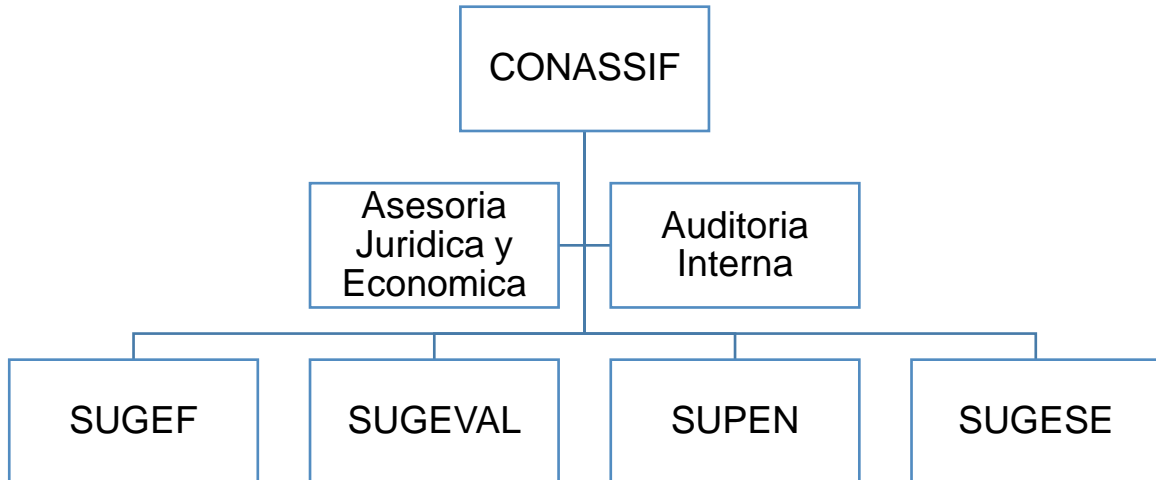 CONASSIF
Asesoria
Juridica y
Economica
Auditoria
Interna
SUGEF
SUGEVAL
SUPEN
SUGESE